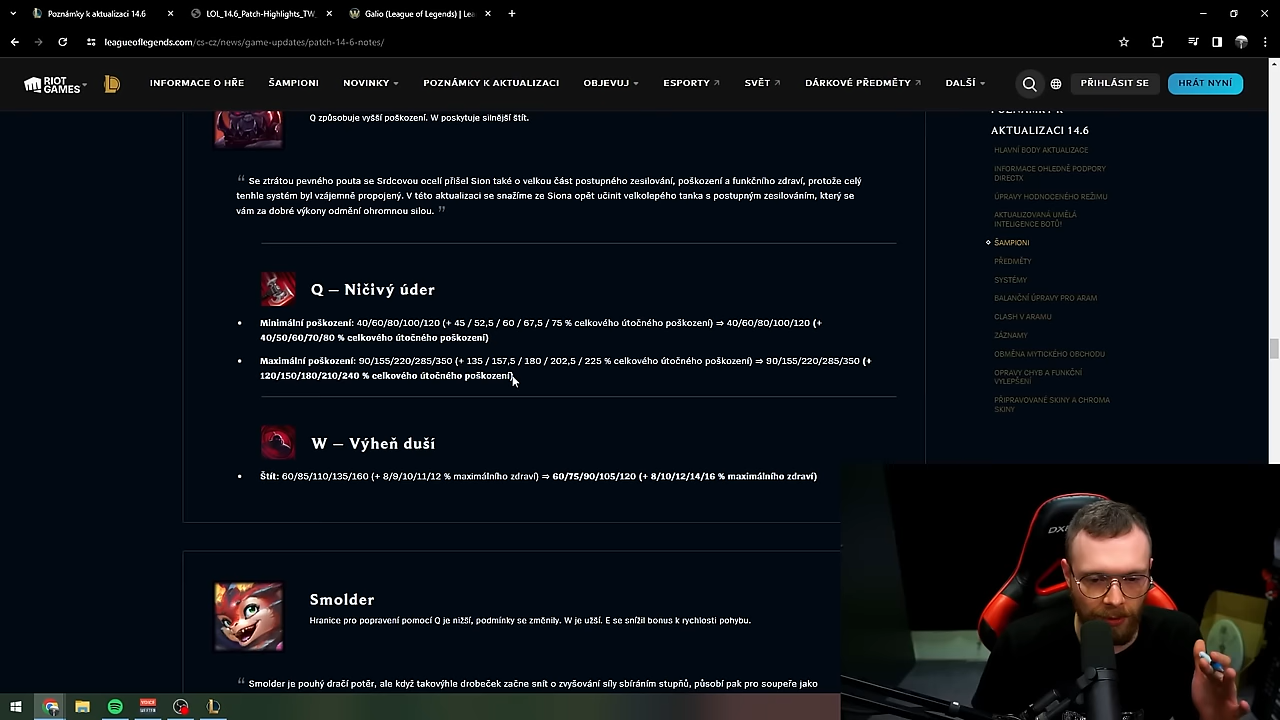 Poznámky k aktualizaci 14.6
LOL_14.6_Patch-Highlights_TW_
Galio (League of Legends) | Lea
leagueoflegends.com/cs-cz/news/game-updates/patch-14-6-notes/
RIOT GAMES
INFORMACE O HŘE
ŠAMPIONI
NOVINKY
POZNÁMKY K AKTUALIZACI
OBJEVUJ
ESPORTY
SVĚT
DÁRKOVÉ PŘEDMĚTY
DALŠÍ
PŘIHLÁSIT SE
HRÁT NYNÍ
Q způsobuje vyšší poškození. W poskytuje silnější štít.
“ Se ztrátou pravého pouta se Sionovou ocelí přišel Sion také o velkou část postupného zesilování, poškození a funkčního zdraví, protože celý
tenhle systém byl vzájemně propojený. V této aktualizaci se snažíme ze Siona opět učinit velkolepého tanka s postupným zesilováním, který se
vám za dobré výkony odmění ohromnou silou. ”
Q – Ničivý úder
Minimální poškození: 40/60/80/100/120 (+ 45 / 52,5 / 60 / 67,5 / 75 % celkového útočného poškození) ⇒ 40/60/80/100/120 (+
40/50/60/70/80 % celkového útočného poškození)
Maximální poškození: 90/155/220/285/350 (+ 135 / 157,5 / 180 / 202,5 / 225 % celkového útočného poškození) ⇒ 90/155/220/285/350 (+
120/150/180/210/240 % celkového útočného poškození)
W – Výheň duší
Štít: 60/85/110/135/160 (+ 8/9/10/11/12 % maximálního zdraví) ⇒ 60/75/90/105/120 (+ 8/10/12/14/16 % maximálního zdraví)
Smolder
Hranice pro popravení pomocí Q je nižší, podmínky se změnily. W je užší. E se snížil bonus k rychlosti pohybu.
“ Smolder je pouhý dračí potěr, ale když takovýhle drobeček začne snít o zvyšování síly sbíráním stupňů, působí pak pro soupeře jako
POZNÁMKY K
AKTUALIZACI 14.6
HLAVNÍ BODY AKTUALIZACE
INFORMACE OHLEDNĚ PODPORY
DIRECTX
ÚPRAVY HODNOCENÉHO REŽIMU
AKTUALIZOVANÁ UMĚLÁ
INTELIGENCE BOTŮ!
ŠAMPIONI
PŘEDMĚTY
SYSTÉMY
BALANČNÍ ÚPRAVY PRO ARAM
CLASH V ARAMU
ZÁZNAMY
OBMĚNA MYTICKÉHO OBCHODU
OPRAVY CHYB A FUNKČNÍ
VYLEPŠENÍ
PŘIPRAVOVANÉ SKINY A CHROMA
SKINY